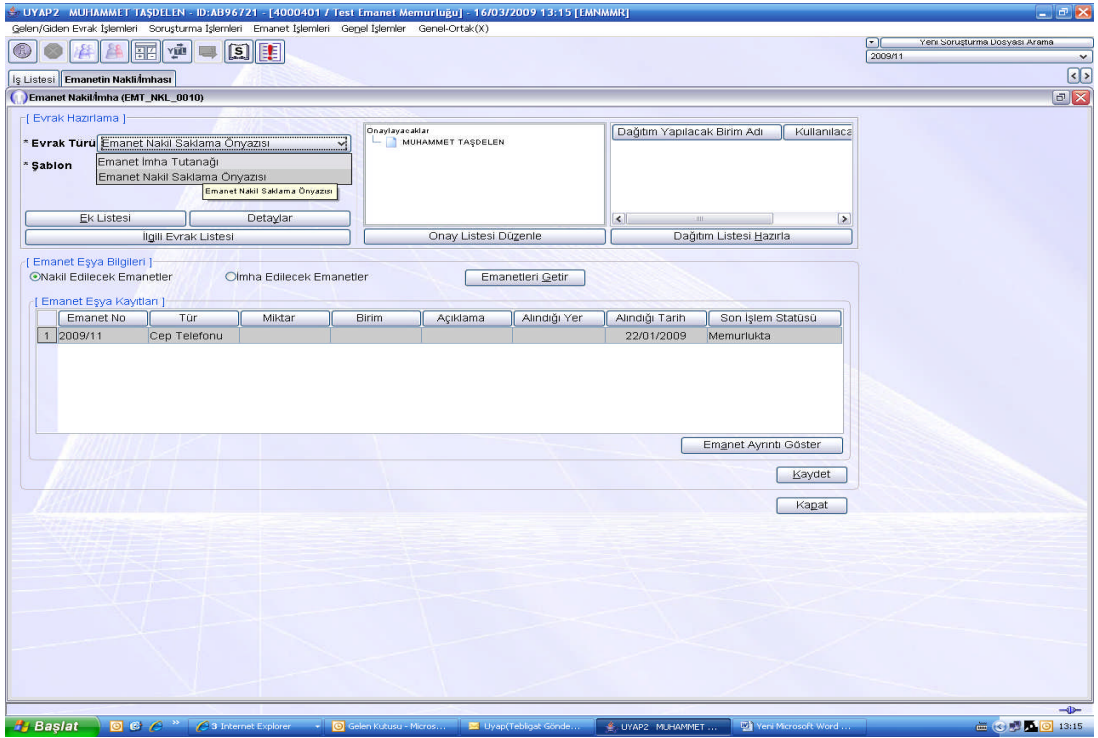 UYAP2 MUHAMMET TAŞDELEN - ID:AB96721 - [4000401 / Test Emanet Memurluğu] - 16/03/2009 13:15 [EMNMMR]
Gelen/Giden Evrak İşlemleri Soruşturma İşlemleri Emanet İşlemleri Genel İşlemler Genel-Ortak(X)
Yeni Soruşturma Dosyası Arama
2009/11
İş Listesi Emanetin Nakli/İmhası
Emanet Nakil/İmha (EMT_NKL_0010)
[ Evrak Hazırlama ]
* Evrak Türü Emanet Nakil Saklama Önyazısı
* Şablon
Emanet İmha Tutanağı
Emanet Nakil Saklama Önyazısı
Emanet Nakil Saklama Önyazısı
Onaylayacaklar
MUHAMMET TAŞDELEN
Dağıtım Yapılacak Birim Adı Kullanılaca
Ek Listesi Detaylar
İlgili Evrak Listesi Onay Listesi Düzenle Dağıtım Listesi Hazırla
[ Emanet Eşya Bilgileri ]
Nakil Edilecek Emanetler İmha Edilecek Emanetler Emanetleri Getir
[ Emanet Eşya Kayıtları ]
Emanet No Tür Miktar Birim Açıklama Alındığı Yer Alındığı Tarih Son İşlem Statüsü
1 2009/11 Cep Telefonu 22/01/2009 Memurlukta
Emanet Ayrıntı Göster
Kaydet
Kapat
Başlat 3 Internet Explorer Gelen Kutusu - Micros... Uyap(Tebligat Gönde... UYAP2 MUHAMMET ... Yeni Microsoft Word ... 13:15